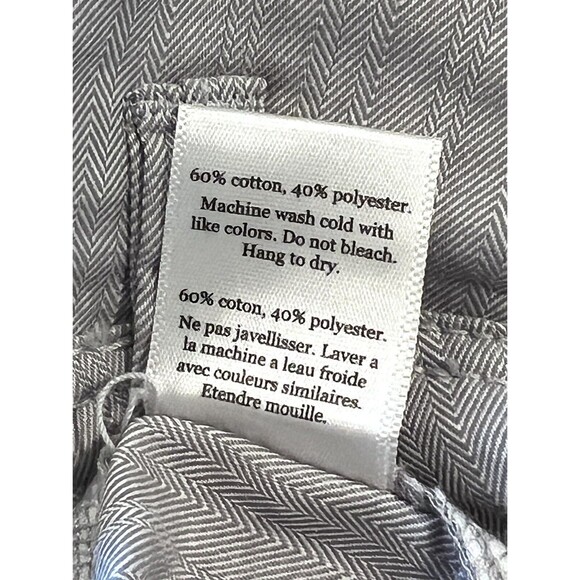 60% cotton, 40% polyester.
Machine wash cold with
like colors. Do not bleach.
Hang to dry.
60% coton, 40% polyester.
Ne pas javellisser. Laver a
la machine a leau froide
avec couleurs similaires.
Etendre mouille.